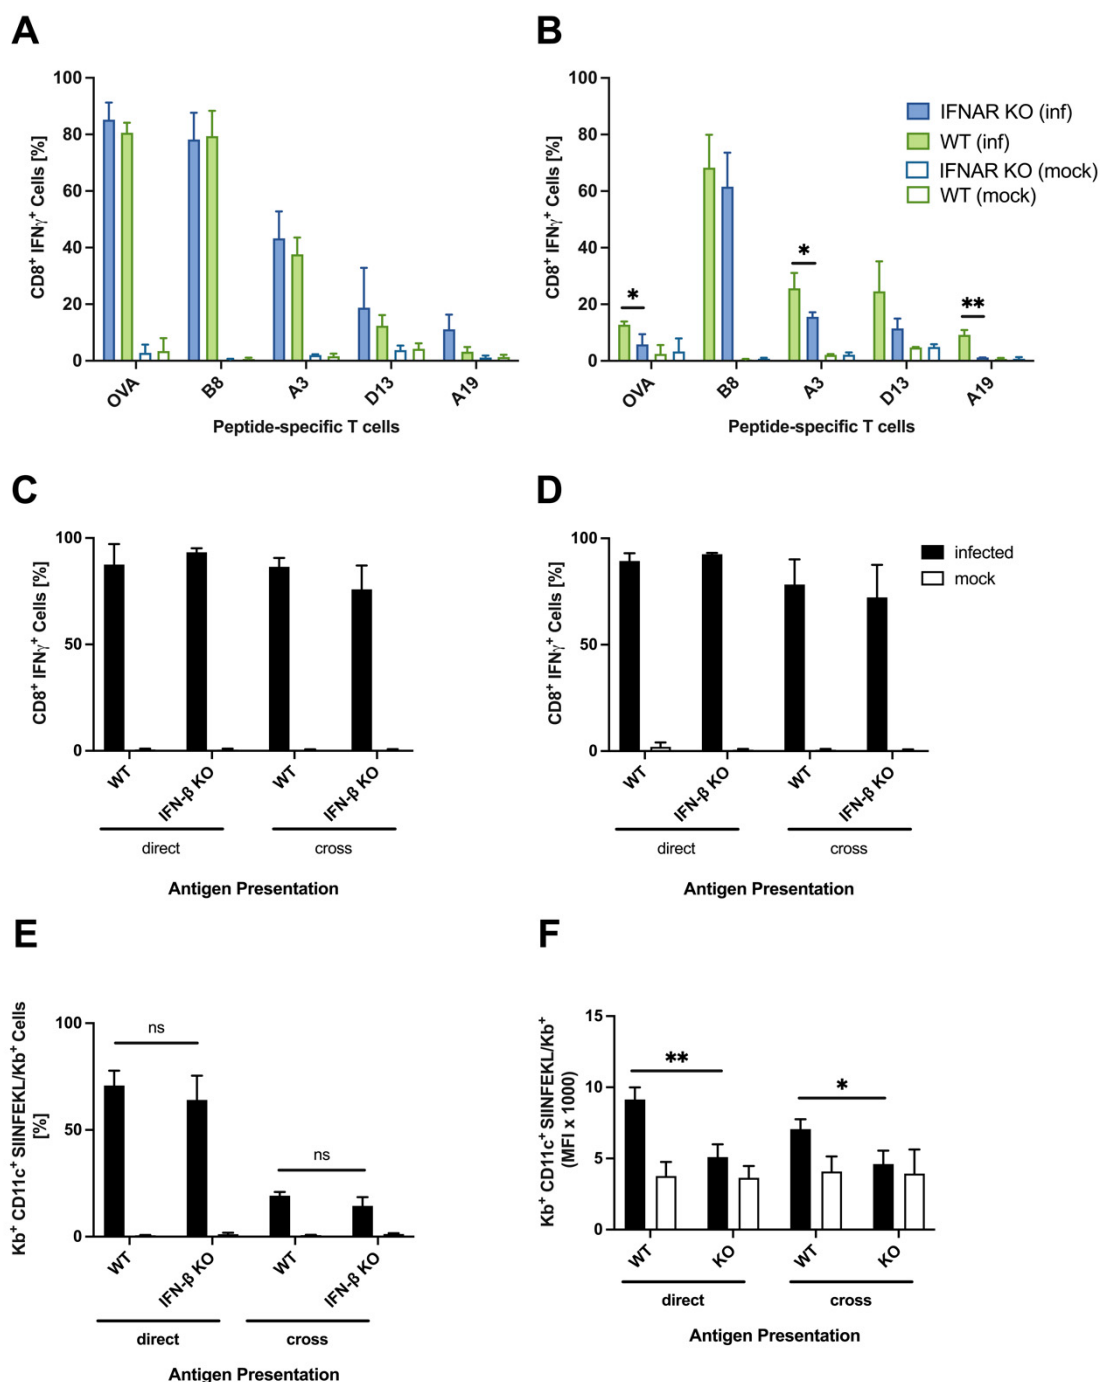 A
CD8+ IFNγ+ Cells [%]
100
80
60
40
20
0
OVA
B8
A3
D13
A19
Peptide-specific T cells
B
CD8+ IFNγ+ Cells [%]
100
80
60
40
20
0
*
*
**
OVA
B8
A3
D13
A19
Peptide-specific T cells
IFNAR KO (inf)
WT (inf)
IFNAR KO (mock)
WT (mock)
C
CD8+ IFNγ+ Cells [%]
100
50
0
WT
IFN-β KO
WT
IFN-β KO
direct
cross
Antigen Presentation
D
CD8+ IFNγ+ Cells [%]
100
50
0
WT
IFN-β KO
WT
IFN-β KO
direct
cross
Antigen Presentation
infected
mock
E
Kb+ CD11c+ SIINFEKL/Kb+ Cells
[%]
100
50
0
ns
ns
WT
IFN-β KO
WT
IFN-β KO
direct
cross
Antigen Presentation
F
Kb+ CD11c+ SIINFEKL/Kb+
(MFI x 1000)
15
10
5
0
**
*
WT
KO
WT
KO
direct
cross
Antigen Presentation